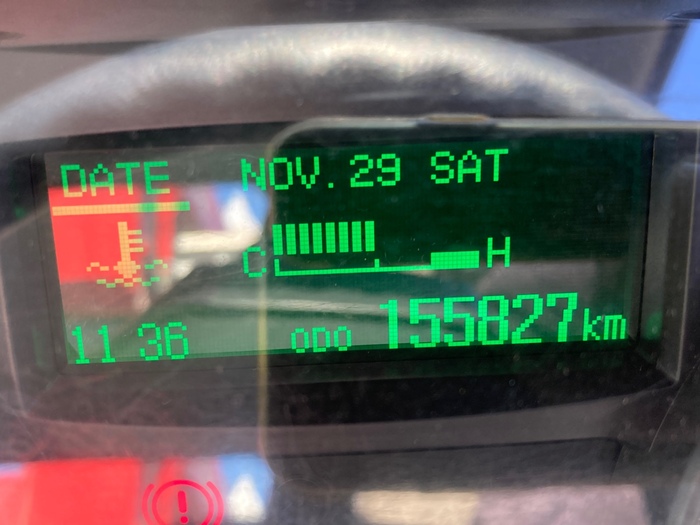 DATE NOV. 29 SAT
C H
11 36 ODO 155827km
!